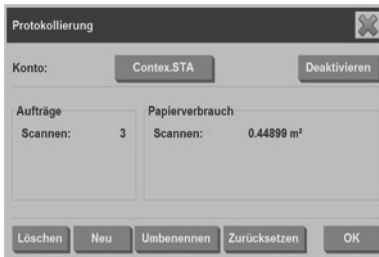 Protokollierung
Konto: Contex.STA Deaktivieren
Aufträge Papierverbrauch
Scannen: 3 Scannen: 0.44899 m²
Löschen Neu Umbenennen Zurücksetzen OK